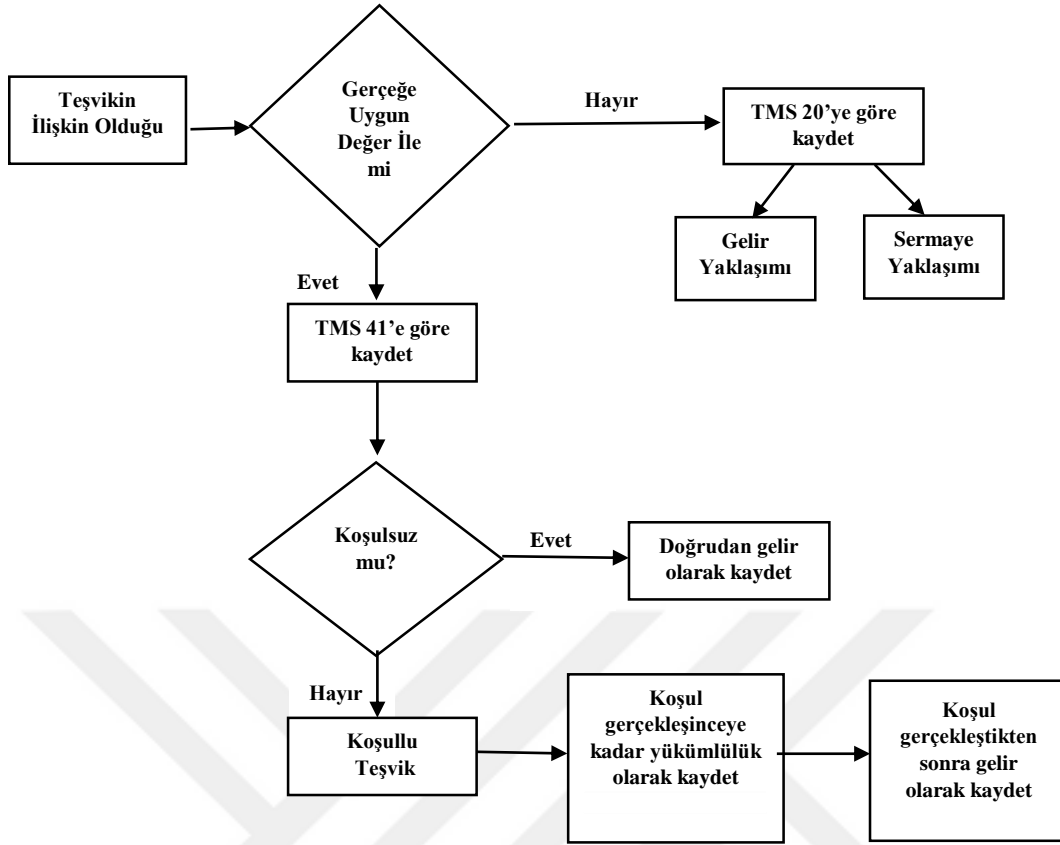 Teşvikin
İlişkin Olduğu
Gerçeğe
Uygun
Değer İle
mi
Hayır
TMS 20’ye göre
kaydet
Gelir
Yaklaşımı
Sermaye
Yaklaşımı
Evet
TMS 41’e göre
kaydet
Koşulsuz
mu?
Evet
Doğrudan gelir
olarak kaydet
Hayır
Koşullu
Teşvik
Koşul
gerçekleşinceye
kadar yükümlülük
olarak kaydet
Koşul
gerçekleştikten
sonra gelir
olarak kaydet